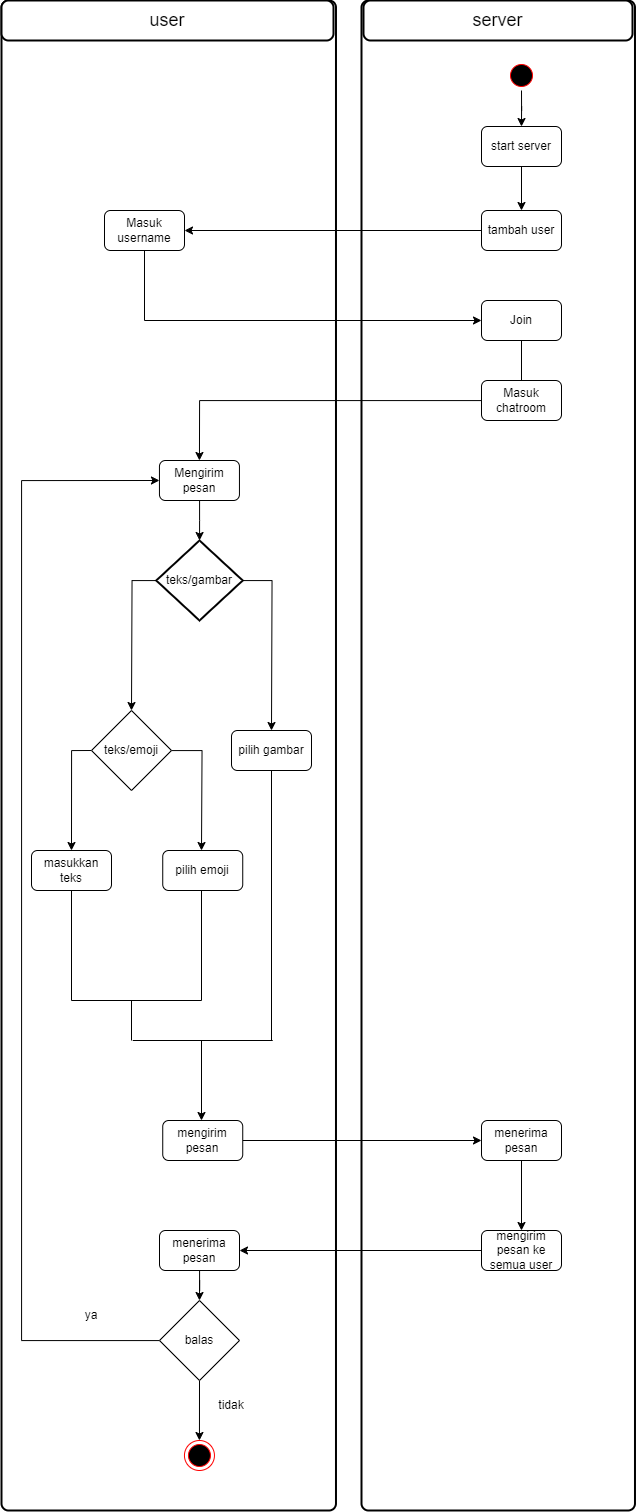 user
server
start server
tambah user
Masuk
username
Join
Masuk
chatroom
Mengirim
pesan
teks/gambar
teks/emoji
pilih gambar
masukkan
teks
pilih emoji
mengirim
pesan
menerima
pesan
mengirim
pesan ke
semua user
menerima
pesan
ya
balas
tidak